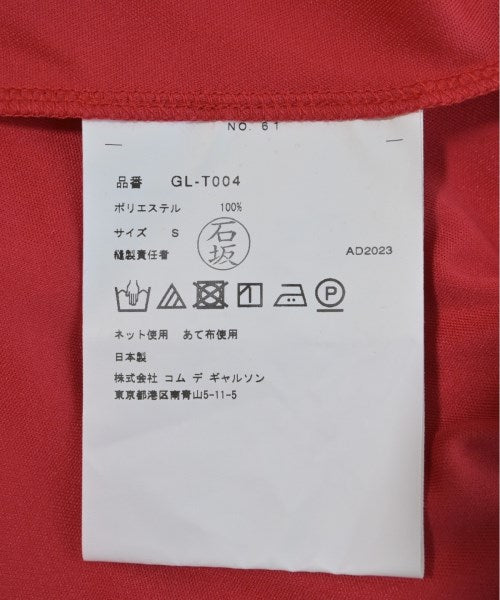 NO. 61
品番 GL-T004
ポリエステル 100%
サイズ S
石坂
縫製責任者 AD2023
P
ネット使用 あて布使用
日本製
株式会社 コム デ ギャルソン
東京都港区南青山5-11-5